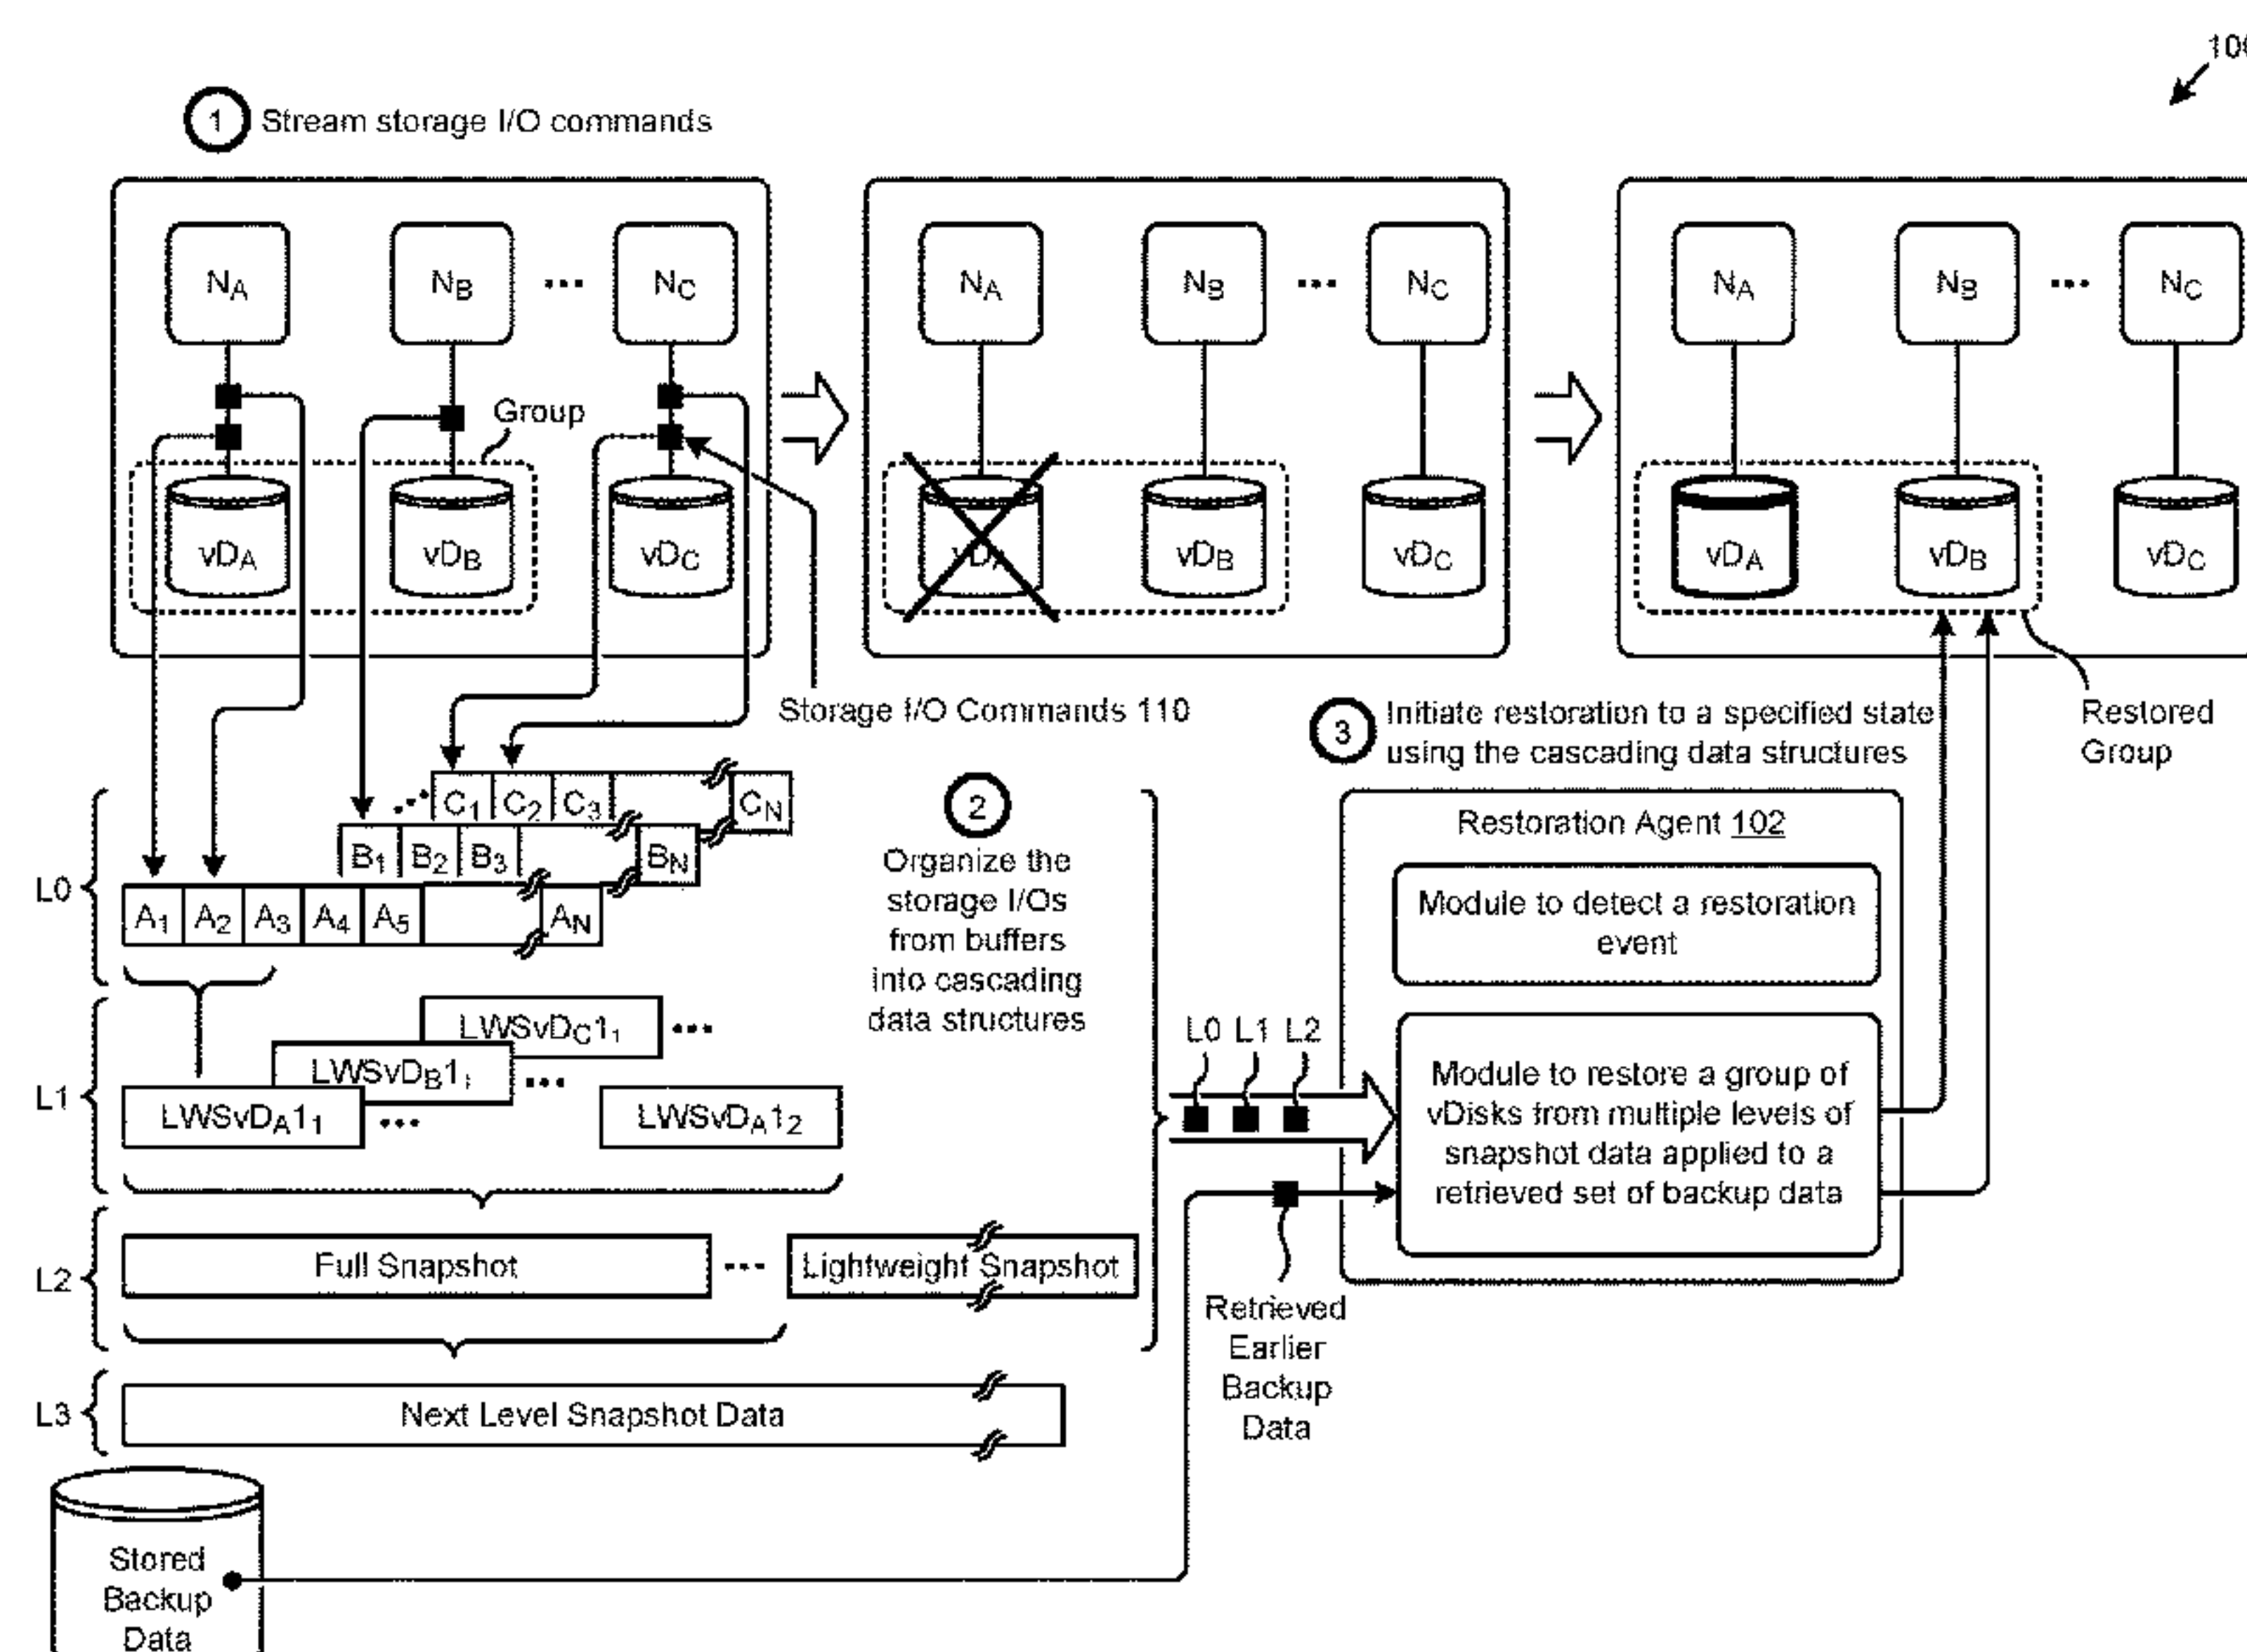 100
1 Stream storage I/O commands
NA NB ... NC
NA NB ... NC
NA NB ... NC
Group
vDA vDB vDC
vDA vDB vDC
vDA vDB vDC
Storage I/O Commands 110
3 Initiate restoration to a specified state
using the cascading data structures
Restored
Group
L0
C1 C2 C3 CN
B1 B2 B3 BN
A1 A2 A3 A4 A5 AN
2
Organize the
storage I/Os
from buffers
into cascading
data structures
L1
LWSvDC11 ...
LWSvDB11 ...
LWSvDA11 ... LWSvDA12
L2
Full Snapshot ... Lightweight Snapshot
L3
Next Level Snapshot Data
Stored
Backup
Data
L0 L1 L2
Retrieved
Earlier
Backup
Data
Restoration Agent 102
Module to detect a restoration
event
Module to restore a group of
vDisks from multiple levels of
snapshot data applied to a
retrieved set of backup data